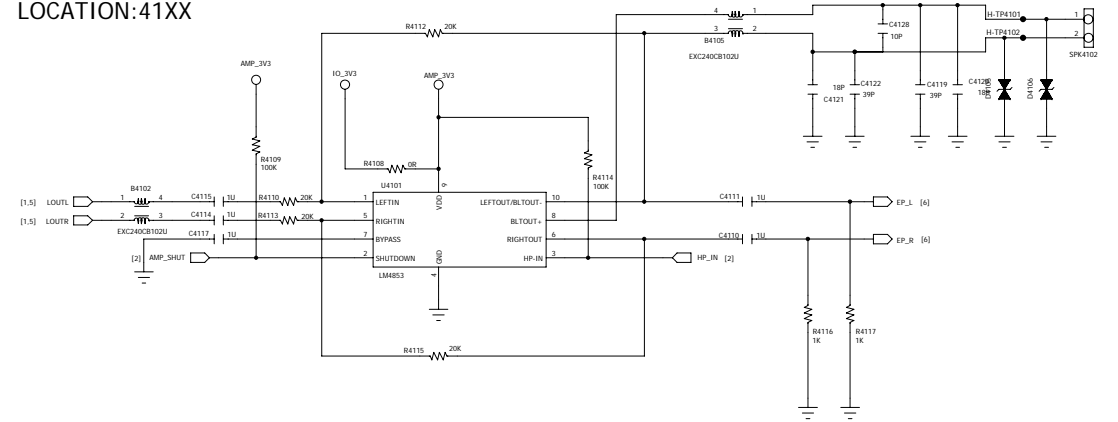 LOCATION:41XX
R4112 20K
4 1
3 2
B4105
EXC240CB102U
C4128
10P
H-TP4101
H-TP4102
1
2
SPK4102
18P
C4121
C4122
39P
C4119
39P
D4106
AMP_3V3
IO_3V3
AMP_3V3
R4109
100K
R4108 0R
R4114
100K
U4101
9
VDD
[1,5] LOUTL
B4102
1 4
C4115 1U
R4110 20K
1 LEFTIN
LEFTOUT/BLTOUT- 10
C4111 1U
EP_L [6]
[1,5] LOUTR
2 3
EXC240CB102U
C4114 1U
R4113 20K
5 RIGHTIN
BLTOUT+ 8
C4117 1U
7 BYPASS
RIGHTOUT 6
C4110 1U
EP_R [6]
[2] AMP_SHUT
2 SHUTDOWN
GND
4
HP-IN 3
HP_IN [2]
LM4853
R4115 20K
R4116
1K
R4117
1K